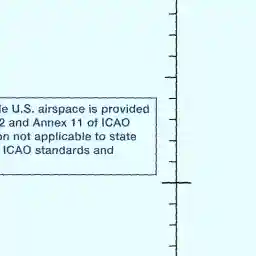 U.S. airspace is provided
2 and Annex 11 of ICAO
not applicable to state
ICAO standards and